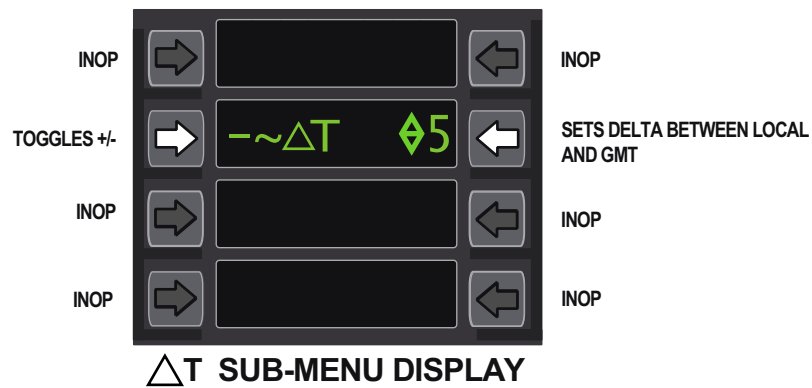 INOP
INOP
TOGGLES +/-
−~△T ⬖5
SETS DELTA BETWEEN LOCAL
AND GMT
INOP
INOP
INOP
INOP
△T SUB-MENU DISPLAY